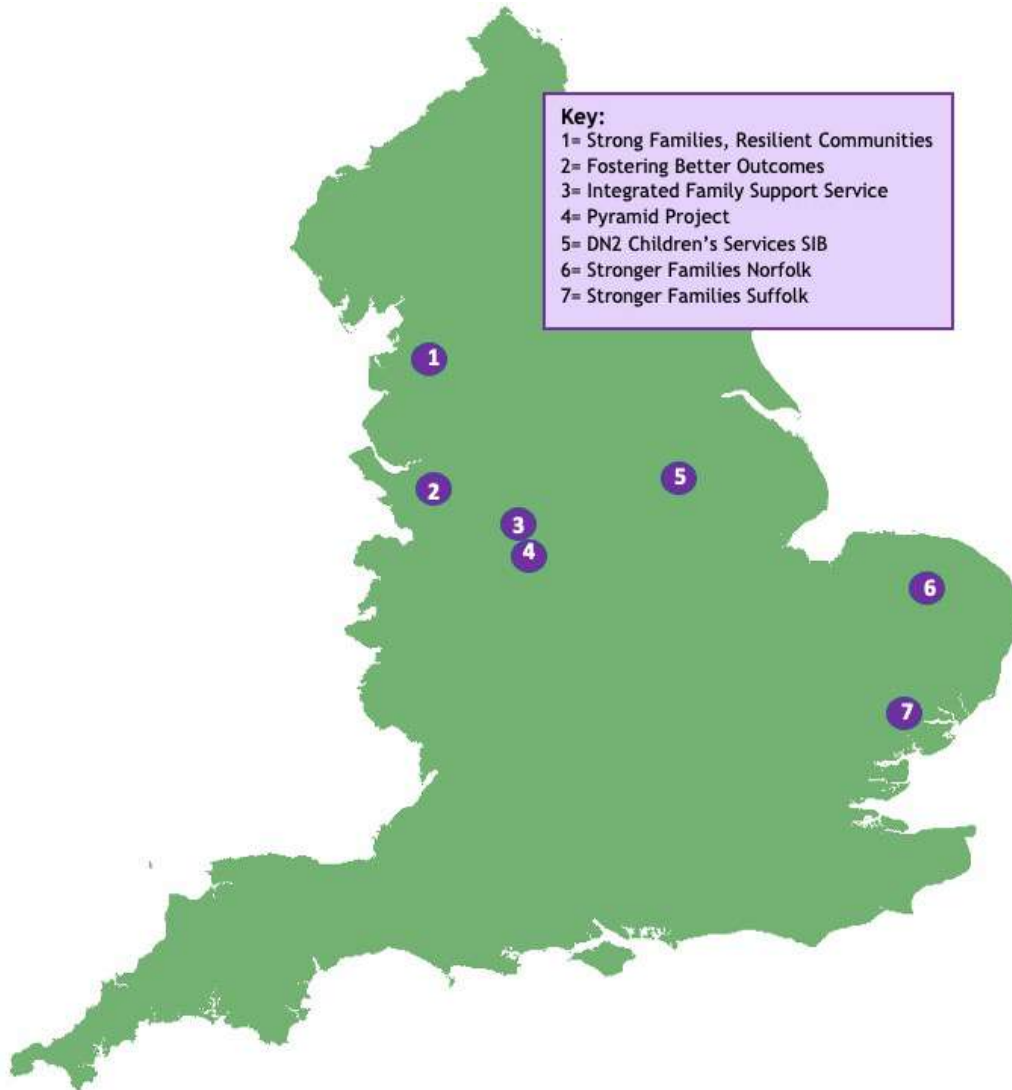 Key:
1= Strong Families, Resilient Communities
2= Fostering Better Outcomes
3= Integrated Family Support Service
4= Pyramid Project
5= DN2 Children’s Services SIB
6= Stronger Families Norfolk
7= Stronger Families Suffolk
1
2
5
3
4
6
7